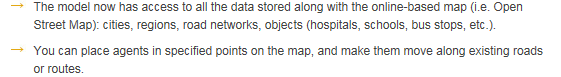 → The model now has access to all the data stored along with the online-based map (i.e. Open
Street Map): cities, regions, road networks, objects (hospitals, schools, bus stops, etc.).
→ You can place agents in specified points on the map, and make them move along existing roads
or routes.